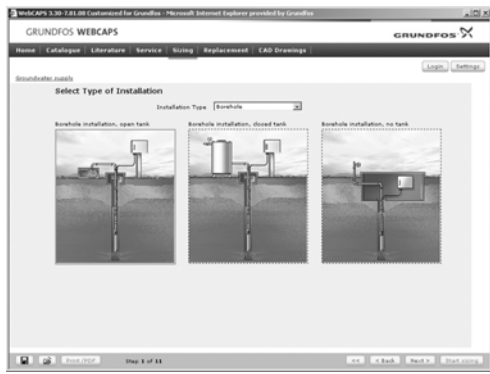 WebCAPS 3.30-7.01.00 Customized for Grundfos - Microsoft Internet Explorer provided by Grundfos
GRUNDFOS WEBCAPS
GRUNDFOS
Home Catalogue Literature Service Sizing Replacement CAD Drawings
Login Settings
Groundwater supply
Select Type of Installation
Installation Type Borehole
Borehole installation, open tank Borehole installation, closed tank Borehole installation, no tank
Print/PDF Step 1 of 11 << < Back Next > Start sizing